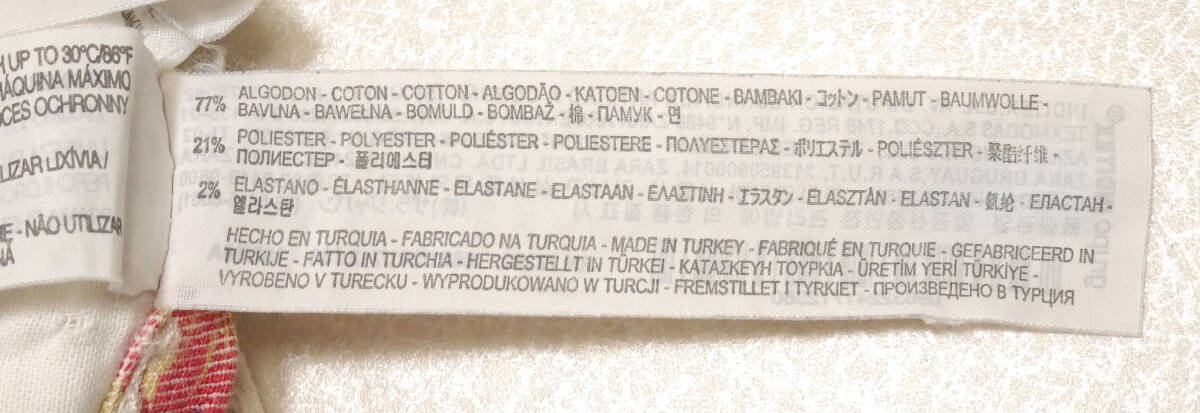 UP TO 30°C/86°F
MÁQUINA MÁXIMO
OCHRONNY
LIXÍVIA/
- NÃO UTILIZAR
77% ALGODON - COTON - COTTON - ALGODÃO - KATOEN - COTONE - BAMBAKI - コットン - PAMUT - BAUMWOLLE -
BAVLNA - BAWEŁNA - BOMULD - BOMBAŽ - 棉 - ПАМУК - 면
21% POLIESTER - POLYESTER - POLIÉSTER - POLIESTERE - ΠΟΛΥΕΣΤΕΡΑΣ - ポリエステル - POLIÉSZTER - 聚酯纤维 -
ПОЛИЕСТЕР - 폴리에스터
2% ELASTANO - ÉLASTHANNE - ELASTANE - ELASTAAN - ΕΛΑΣΤΙΝΗ - エラスタン - ELASZTÁN - ELASTAN - 氨纶 - ЕЛАСТАН -
엘라스탄
HECHO EN TURQUIA - FABRICADO NA TURQUIA - MADE IN TURKEY - FABRIQUÉ EN TURQUIE - GEFABRICEERD IN
TURKIJE - FATTO IN TURCHIA - HERGESTELLT IN TÜRKEI - ΚΑΤΑΣΚΕΥΗ ΤΟΥΡΚΙΑ - ÜRETİM YERİ TÜRKİYE -
VYROBENO V TURECKU - WYPRODUKOWANO W TURCJI - FREMSTILLET I TYRKIET - ПРОИЗВЕДЕНО В ТУРЦИЯ